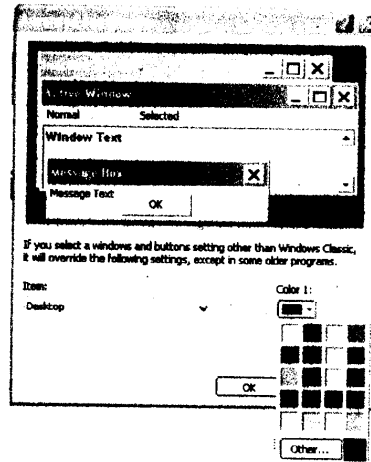 Active Window
Normal Selected
Window Text
Message Box
Message Text
OK
If you select a windows and buttons setting other than Windows Classic,
it will override the following settings, except in some older programs.
Item:
Color 1:
Desktop
OK
Other...